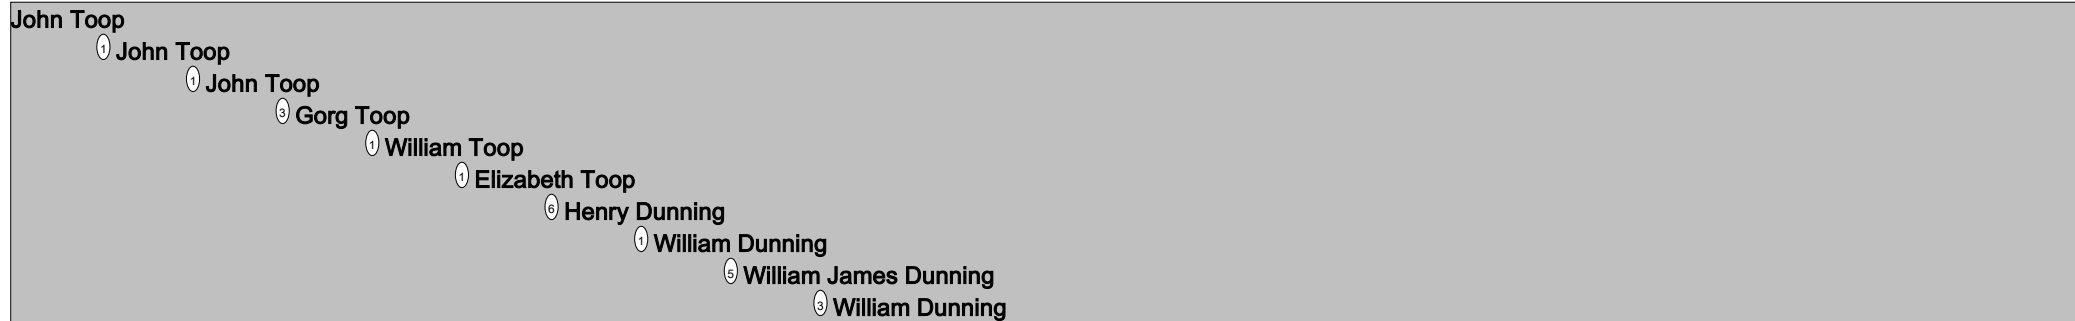 John Toop
1 John Toop
1 John Toop
3 Gorg Toop
1 William Toop
1 Elizabeth Toop
6 Henry Dunning
1 William Dunning
5 William James Dunning
3 William Dunning